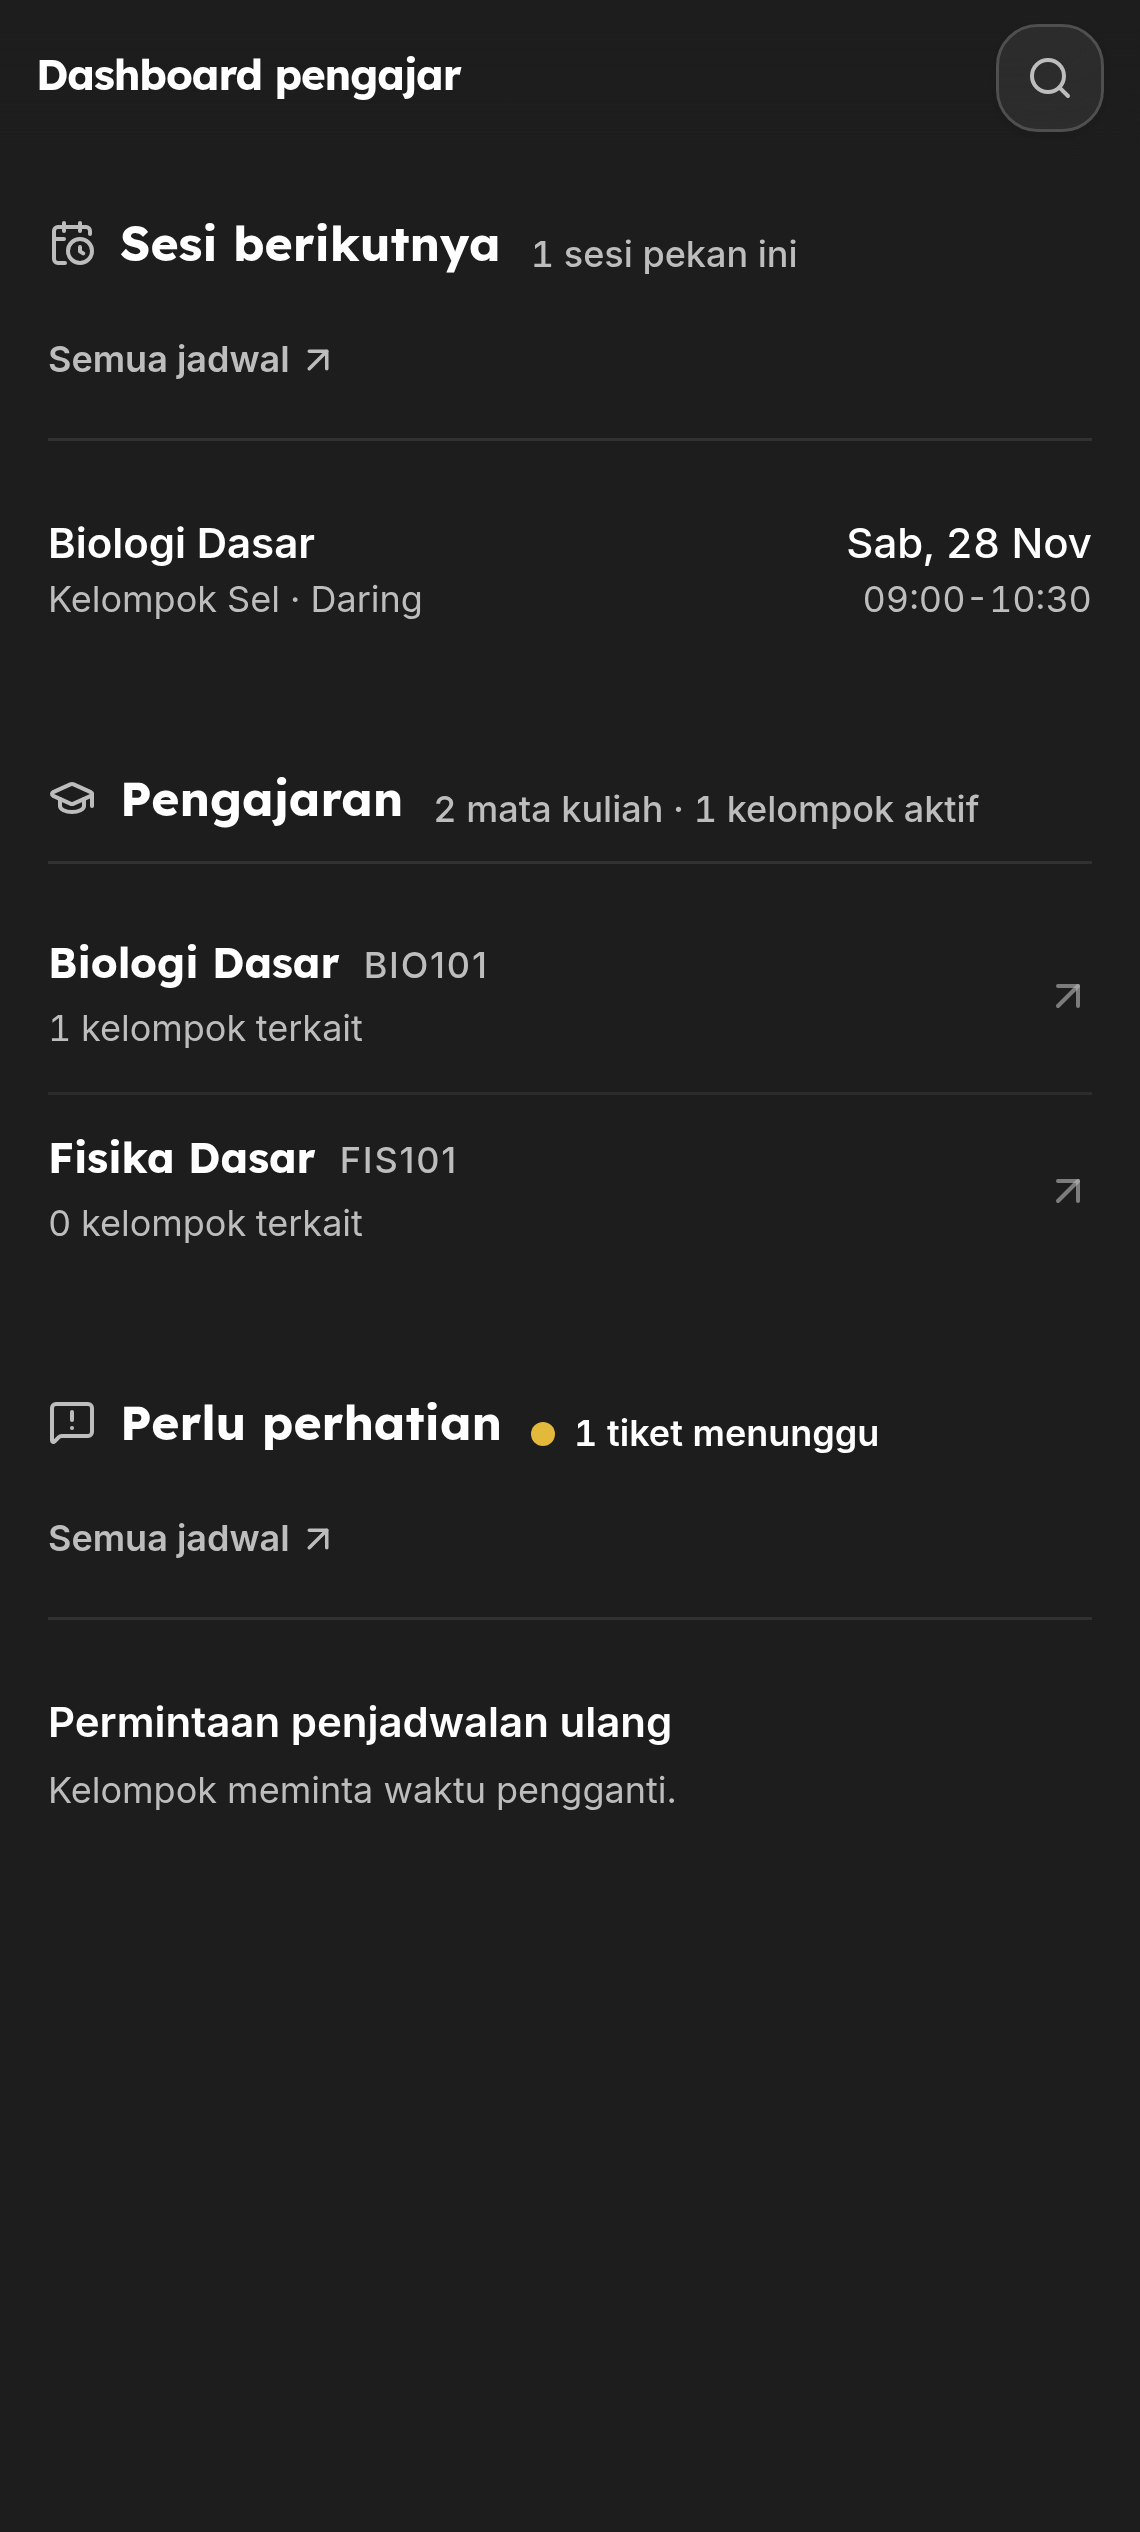 Dashboard pengajar
Sesi berikutnya 1 sesi pekan ini
Semua jadwal
Biologi Dasar Sab, 28 Nov
Kelompok Sel · Daring 09:00-10:30
Pengajaran 2 mata kuliah · 1 kelompok aktif
Biologi Dasar BIO101
1 kelompok terkait
Fisika Dasar FIS101
0 kelompok terkait
Perlu perhatian 1 tiket menunggu
Semua jadwal
Permintaan penjadwalan ulang
Kelompok meminta waktu pengganti.